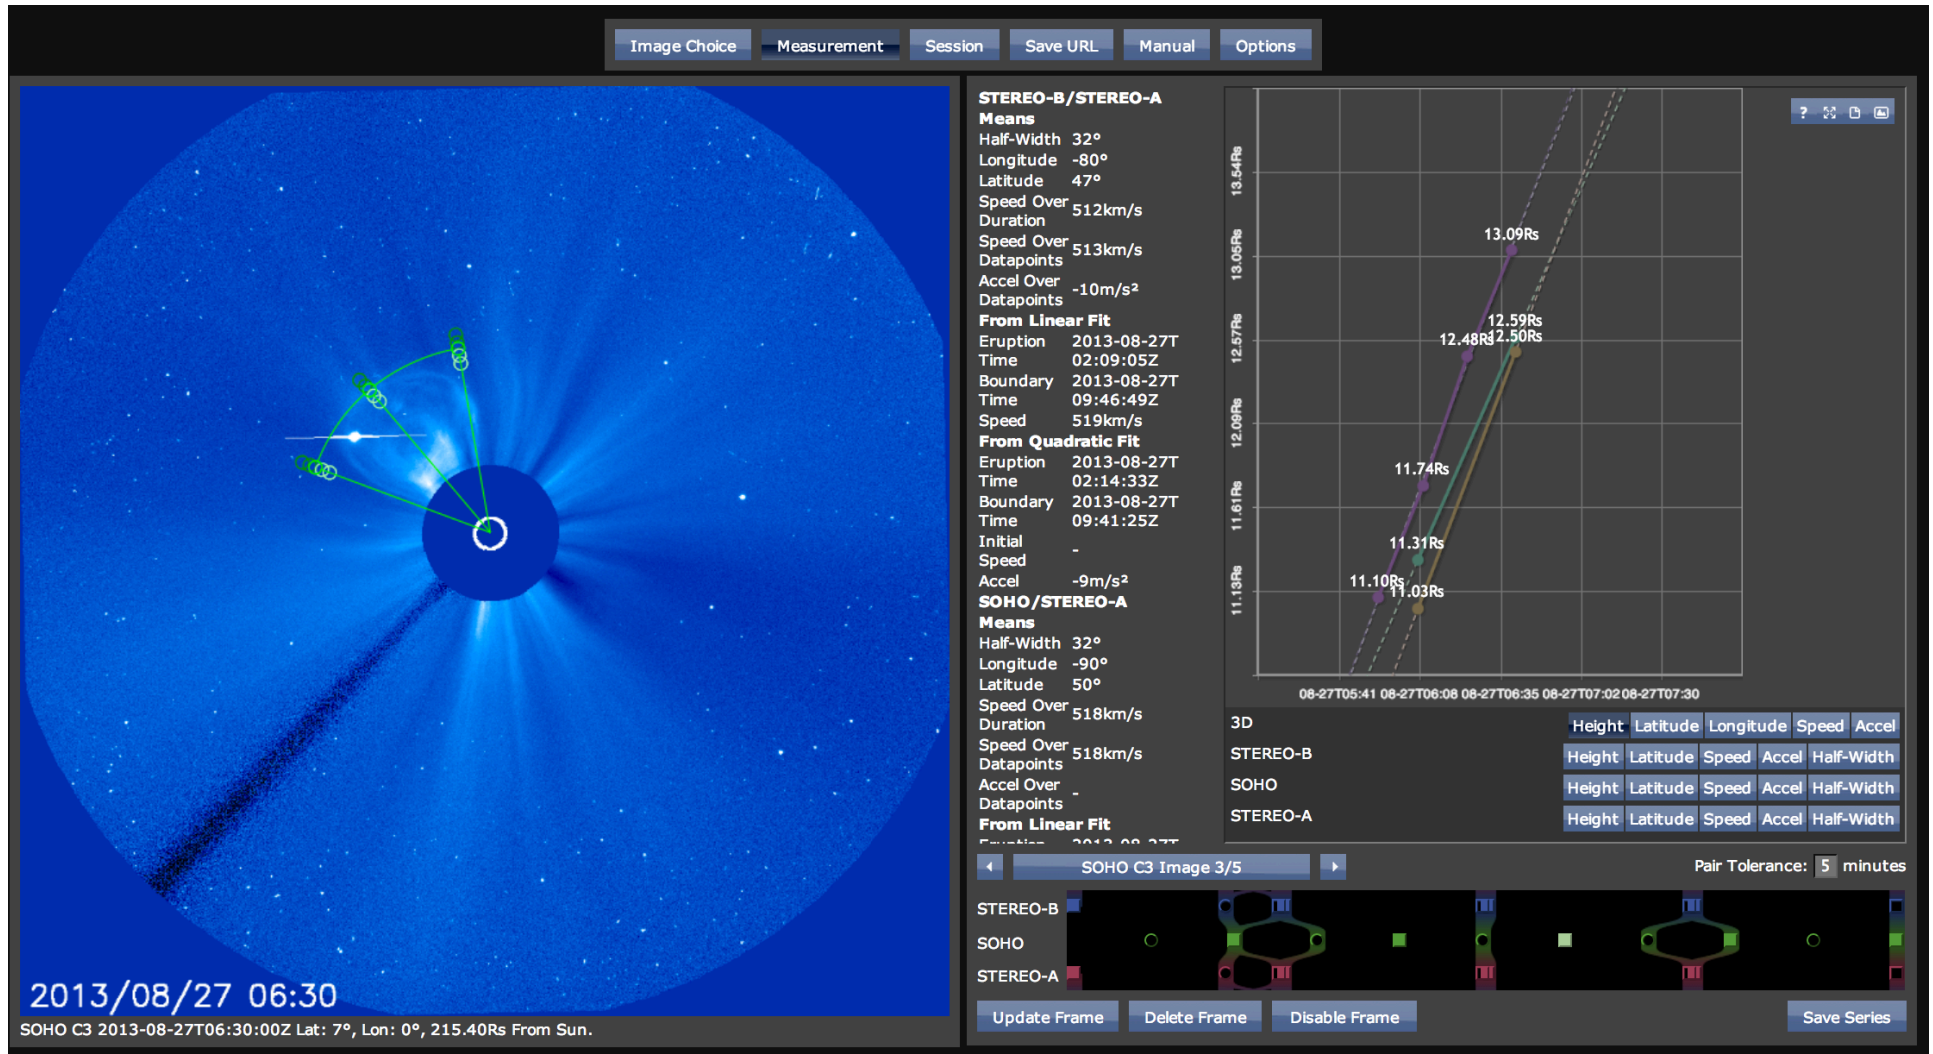 Image Choice Measurement Session Save URL Manual Options
2013/08/27 06:30
SOHO C3 2013-08-27T06:30:00Z Lat: 7°, Lon: 0°, 215.40Rs From Sun.
STEREO-B/STEREO-A
Means
Half-Width 32°
Longitude -80°
Latitude 47°
Speed Over Duration 512km/s
Speed Over Datapoints 513km/s
Accel Over Datapoints -10m/s²
From Linear Fit
Eruption Time 2013-08-27T 02:09:05Z
Boundary Time 2013-08-27T 09:46:49Z
Speed 519km/s
From Quadratic Fit
Eruption Time 2013-08-27T 02:14:33Z
Boundary Time 2013-08-27T 09:41:25Z
Initial Speed -
Accel -9m/s²
SOHO/STEREO-A
Means
Half-Width 32°
Longitude -90°
Latitude 50°
Speed Over Duration 518km/s
Speed Over Datapoints 518km/s
Accel Over Datapoints -
From Linear Fit
?
13.54Rs
13.05Rs
12.57Rs
12.09Rs
11.61Rs
11.13Rs
13.09Rs
12.59Rs
12.48Rs 12.50Rs
11.74Rs
11.31Rs
11.10Rs
11.03Rs
08-27T05:41 08-27T06:08 08-27T06:35 08-27T07:02 08-27T07:30
3D Height Latitude Longitude Speed Accel
STEREO-B Height Latitude Speed Accel Half-Width
SOHO Height Latitude Speed Accel Half-Width
STEREO-A Height Latitude Speed Accel Half-Width
SOHO C3 Image 3/5
Pair Tolerance: 5 minutes
STEREO-B
SOHO
STEREO-A
Update Frame Delete Frame Disable Frame Save Series